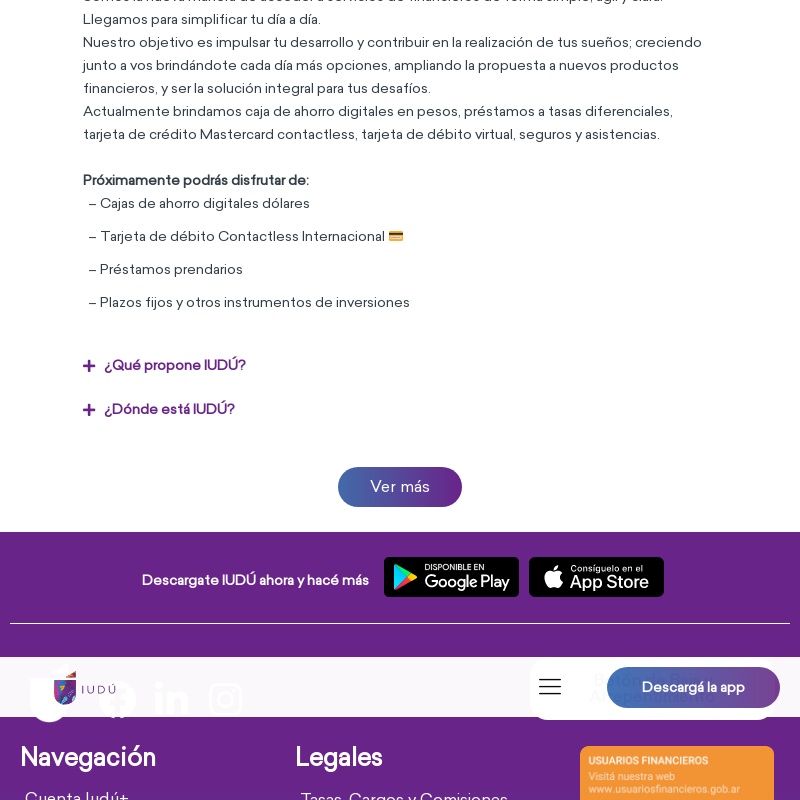 Llegamos para simplificar tu día a día.
Nuestro objetivo es impulsar tu desarrollo y contribuir en la realización de tus sueños; creciendo
junto a vos brindándote cada día más opciones, ampliando la propuesta a nuevos productos
financieros, y ser la solución integral para tus desafíos.
Actualmente brindamos caja de ahorro digitales en pesos, préstamos a tasas diferenciales,
tarjeta de crédito Mastercard contactless, tarjeta de débito virtual, seguros y asistencias.
Próximamente podrás disfrutar de:
– Cajas de ahorro digitales dólares
– Tarjeta de débito Contactless Internacional 💳
– Préstamos prendarios
– Plazos fijos y otros instrumentos de inversiones
¿Qué propone IUDÚ?
¿Dónde está IUDÚ?
Ver más
Descargate IUDÚ ahora y hacé más
DISPONIBLE EN
Google Play
Consíguelo en el
App Store
IUDÚ
Descargá la app
Navegación
Legales
USUARIOS FINANCIEROS
Visitá nuestra web
www.usuariosfinancieros.gob.ar
Cuenta Iudú+
Tasas, Cargos y Comisiones